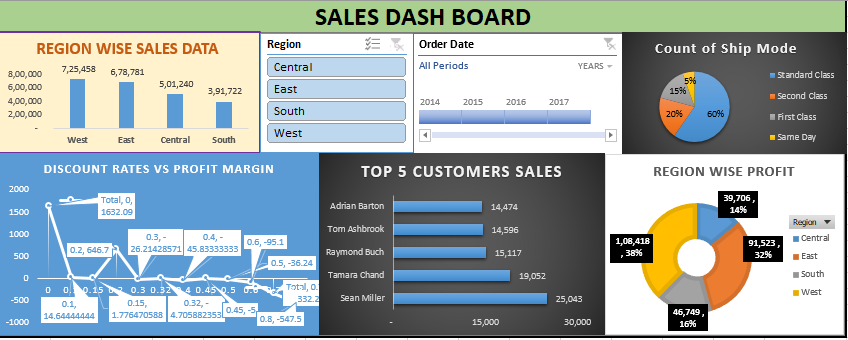 SALES DASH BOARD
REGION WISE SALES DATA
8,00,000
6,00,000
4,00,000
2,00,000
-
7,25,458
6,78,781
5,01,240
3,91,722
West
East
Central
South
Region
Central
East
South
West
Order Date
All Periods
YEARS
2014
2015
2016
2017
Count of Ship Mode
5%
15%
20%
60%
Standard Class
Second Class
First Class
Same Day
DISCOUNT RATES VS PROFIT MARGIN
2000
1500
1000
500
0
-500
-1000
Total, 0,
1632.09
0.2, 646.7
0.3, -
26.21428571
0.4, -
45.83333333
0.6, -95.1
0.5, -36.24
Total, 0.
332.2
0
0.1
0.15
0.2
0.3
0.32
0.4
0.45
0.5
0.1,
14.64444444
0.15,
1.776470588
0.32, -
4.705882353
0.45, -5
0.8, -547.5
TOP 5 CUSTOMERS SALES
Adrian Barton
14,474
Tom Ashbrook
14,596
Raymond Buch
15,117
Tamara Chand
19,052
Sean Miller
25,043
-
15,000
30,000
REGION WISE PROFIT
39,706 ,
14%
91,523 ,
32%
46,749 ,
16%
1,08,418
, 38%
Region
Central
East
South
West